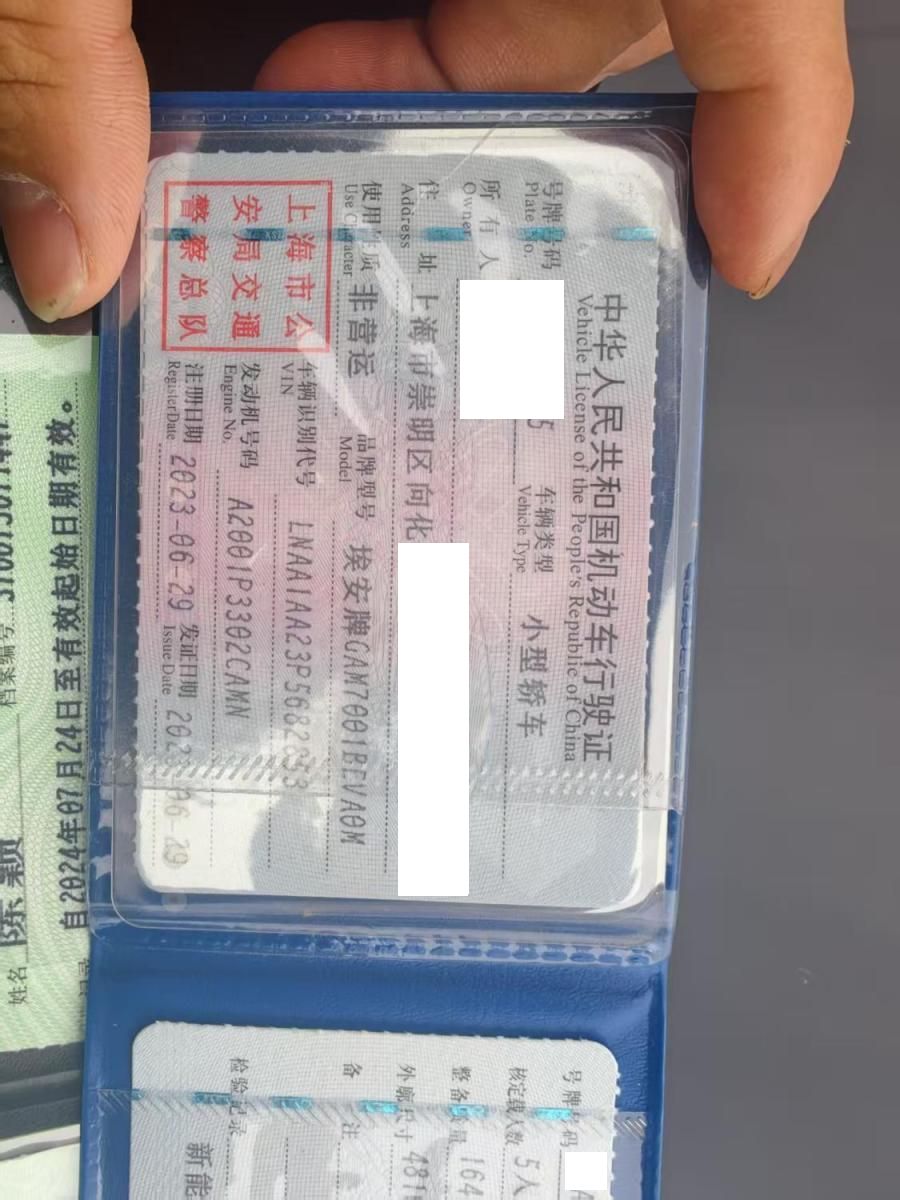 中华人民共和国机动车行驶证
Vehicle License of the People's Republic of China
号牌号码
Plate No.
5
车辆类型 小型轿车
Vehicle Type
所有人
Owner
住址 上海市崇明区向化
Address
使用性质 非营运
Use Character
品牌型号 埃安牌GAM7001BEVA0M
Model
上海市公
安局交通
警察总队
车辆识别代号
VIN
发动机号码 A2001P3302CAMN
Engine No.
注册日期 2023-06-29
Register Date
发证日期
Issue Date
号牌号码
核定载人数 5人
整备质量 164
外廓尺寸 481
备注
检验记录
新能
自2024年07月24日至有效起始日期有效。
姓名 陈颖
档案编号
记录